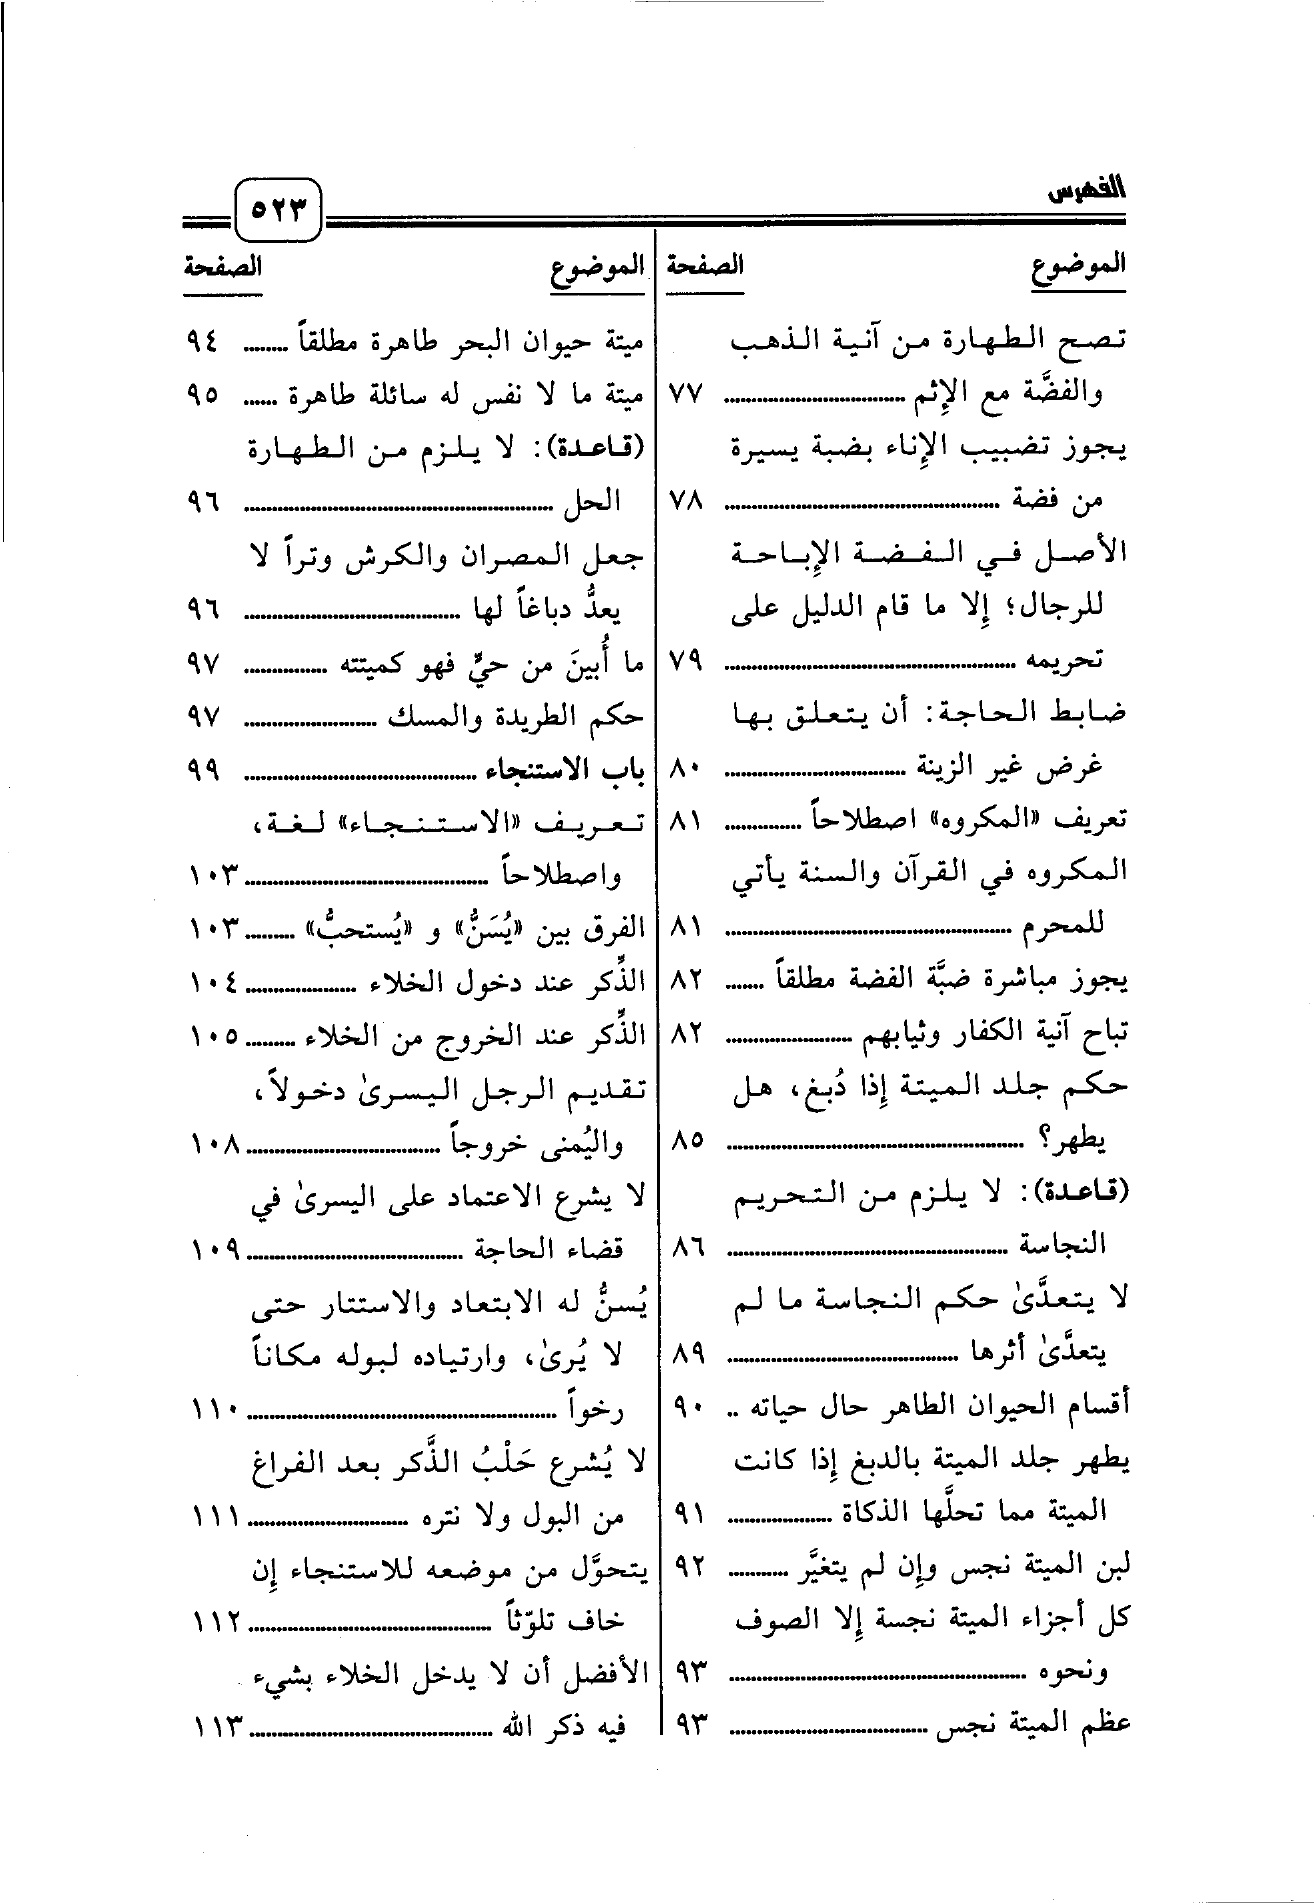 الفهرس
٥٢٣
الموضوع الصفحة
تصح الطهارة من آنية الذهب
والفضَّة مع الإِثم ................ ٧٧
يجوز تضبيب الإِناء بضبة يسيرة
من فضة ................ ٧٨
الأصل في الفضة الإِباحة
للرجال؛ إِلا ما قام الدليل على
تحريمه ................ ٧٩
ضابط الحاجة: أن يتعلق بها
غرض غير الزينة ................ ٨٠
تعريف «المكروه» اصطلاحاً ................ ٨١
المكروه في القرآن والسنة يأتي
للمحرم ................ ٨١
يجوز مباشرة ضبَّة الفضة مطلقاً ........ ٨٢
تباح آنية الكفار وثيابهم ................ ٨٢
حكم جلد الميتة إِذا دُبغ، هل
يطهر؟ ................ ٨٥
(قاعدة): لا يلزم من التحريم
النجاسة ................ ٨٦
لا يتعدَّىٰ حكم النجاسة ما لم
يتعدَّىٰ أثرها ................ ٨٩
أقسام الحيوان الطاهر حال حياته .. ٩٠
يطهر جلد الميتة بالدبغ إِذا كانت
الميتة مما تحلَّها الذكاة ................ ٩١
لبن الميتة نجس وإِن لم يتغيَّر ............ ٩٢
كل أجزاء الميتة نجسة إِلا الصوف
ونحوه ................ ٩٣
عظم الميتة نجس ................ ٩٣
الموضوع الصفحة
ميتة حيوان البحر طاهرة مطلقاً ........ ٩٤
ميتة ما لا نفس له سائلة طاهرة ...... ٩٥
(قاعدة): لا يلزم من الطهارة
الحل ................ ٩٦
جعل المصران والكرش وتراً لا
يعدُّ دباغاً لها ................ ٩٦
ما أُبينَ من حيٍّ فهو كميتته ................ ٩٧
حكم الطريدة والمسك ................ ٩٧
باب الاستنجاء ................ ٩٩
تعريف «الاستنجاء» لغة،
واصطلاحاً ................ ١٠٣
الفرق بين «يُسَنُّ» و «يُستحبُّ» .......... ١٠٣
الذِّكر عند دخول الخلاء ................ ١٠٤
الذِّكر عند الخروج من الخلاء .......... ١٠٥
تقديم الرجل اليسرىٰ دخولاً،
واليُمنى خروجاً ................ ١٠٨
لا يشرع الاعتماد على اليسرىٰ في
قضاء الحاجة ................ ١٠٩
يُسنُّ له الابتعاد والاستتار حتى
لا يُرىٰ، وارتياده لبوله مكاناً
رخواً ................ ١١٠
لا يُشرع حَلْبُ الذَّكر بعد الفراغ
من البول ولا نتره ................ ١١١
يتحوَّل من موضعه للاستنجاء إِن
خاف تلوّثاً ................ ١١٢
الأفضل أن لا يدخل الخلاء بشيء
فيه ذكر الله ................ ١١٣